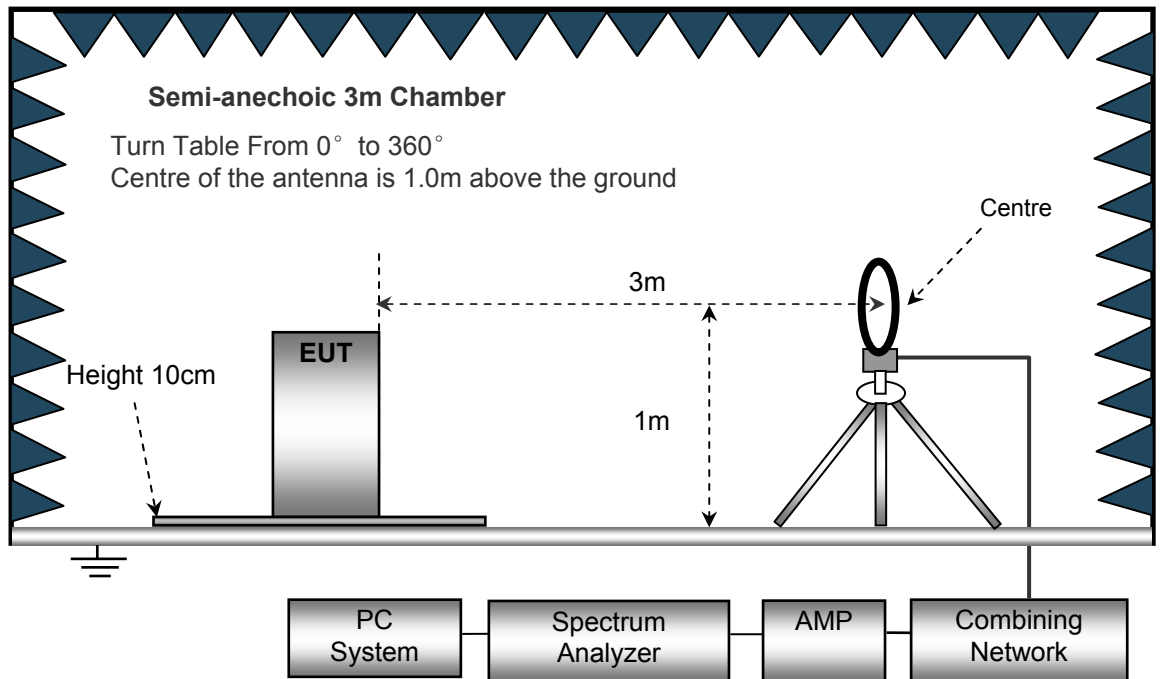 Semi-anechoic 3m Chamber
Turn Table From 0° to 360°
Centre of the antenna is 1.0m above the ground
Centre
3m
EUT
Height 10cm
1m
PC
System
Spectrum
Analyzer
AMP
Combining
Network